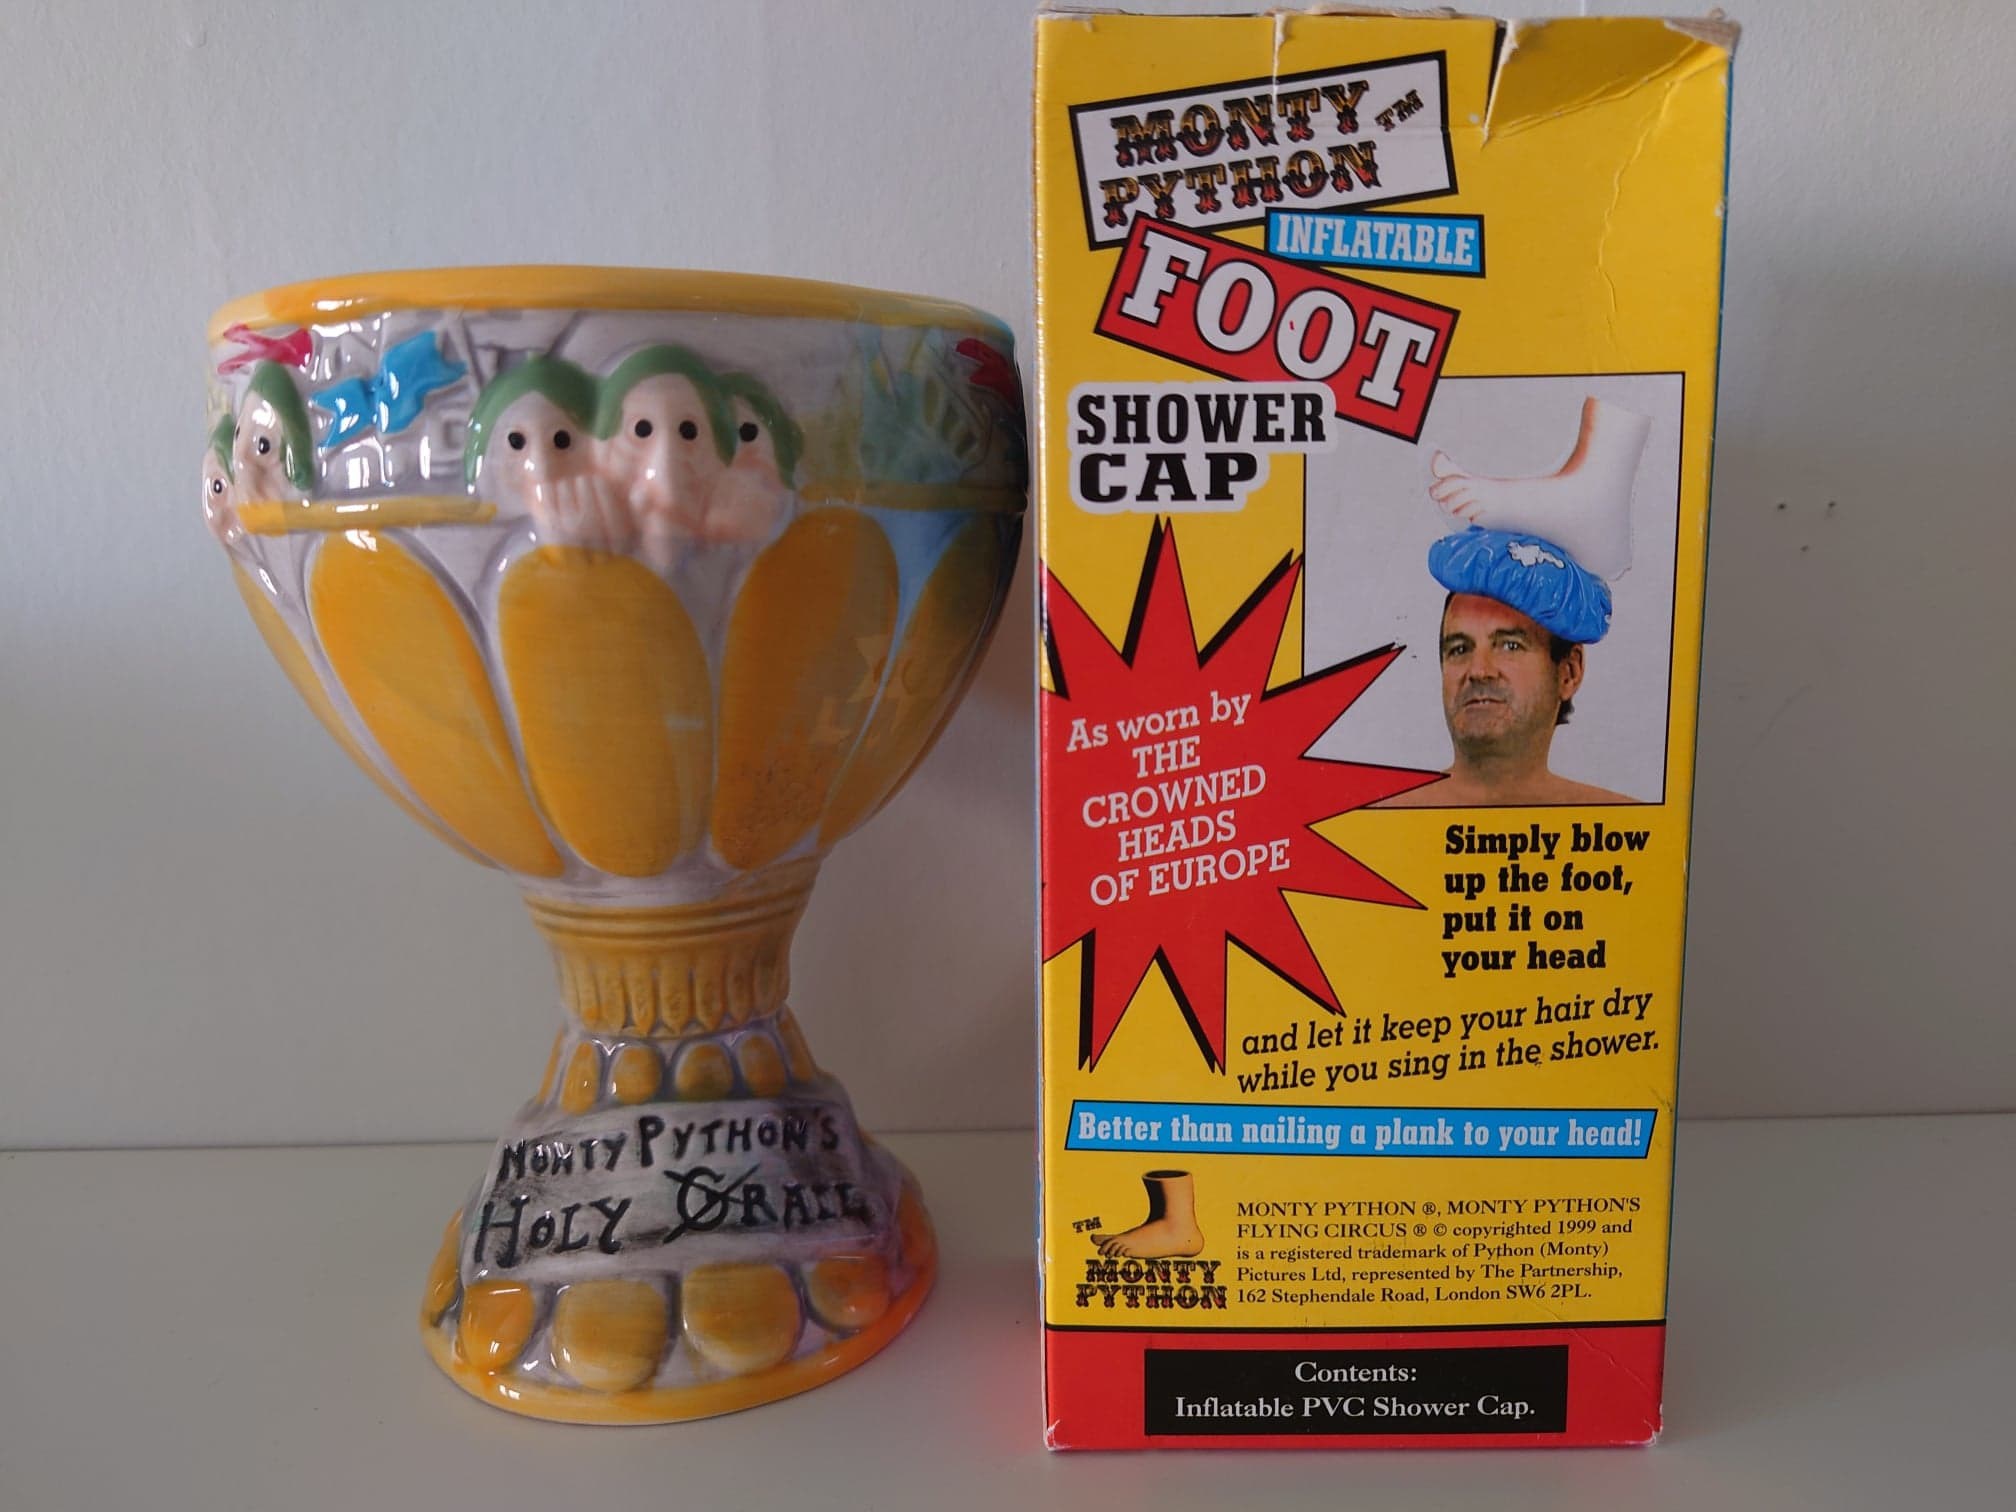 MONTY PYTHON'S
HOLY GRAIL
MONTY TM
PYTHON
INFLATABLE
FOOT
SHOWER
CAP
As worn by
THE
CROWNED
HEADS
OF EUROPE
Simply blow
up the foot,
put it on
your head
and let it keep your hair dry
while you sing in the shower.
Better than nailing a plank to your head!
TM
MONTY
PYTHON
MONTY PYTHON ®, MONTY PYTHON'S
FLYING CIRCUS ® © copyrighted 1999 and
is a registered trademark of Python (Monty)
Pictures Ltd, represented by The Partnership,
162 Stephendale Road, London SW6 2PL.
Contents:
Inflatable PVC Shower Cap.